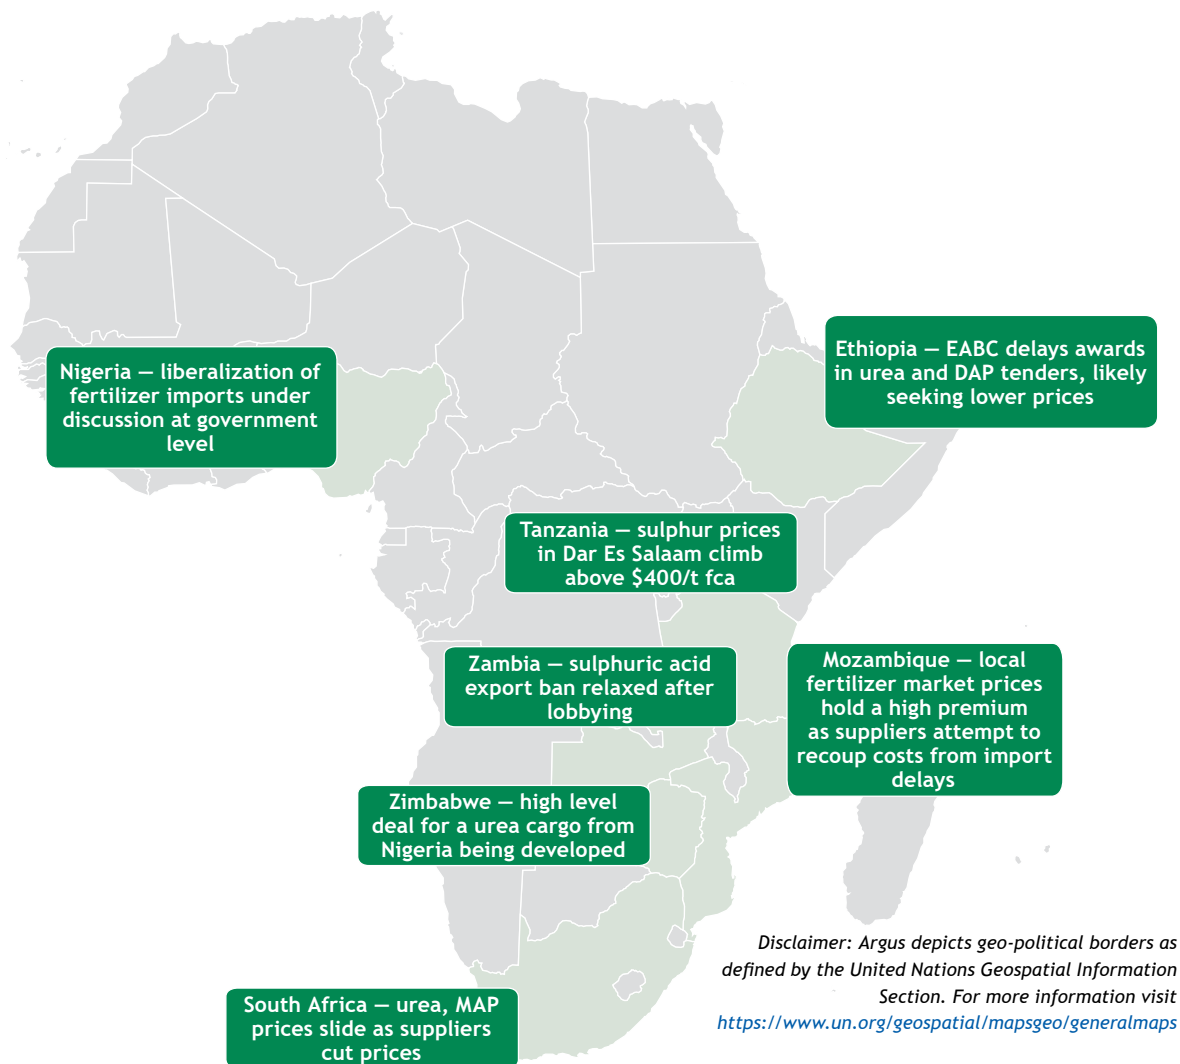 Nigeria — liberalization of
fertilizer imports under
discussion at government
level
Ethiopia — EABC delays awards
in urea and DAP tenders, likely
seeking lower prices
Tanzania — sulphur prices
in Dar Es Salaam climb
above $400/t fca
Zambia — sulphuric acid
export ban relaxed after
lobbying
Mozambique — local
fertilizer market prices
hold a high premium
as suppliers attempt to
recoup costs from import
delays
Zimbabwe — high level
deal for a urea cargo from
Nigeria being developed
South Africa — urea, MAP
prices slide as suppliers
cut prices
Disclaimer: Argus depicts geo-political borders as
defined by the United Nations Geospatial Information
Section. For more information visit
https://www.un.org/geospatial/mapsgeo/generalmaps